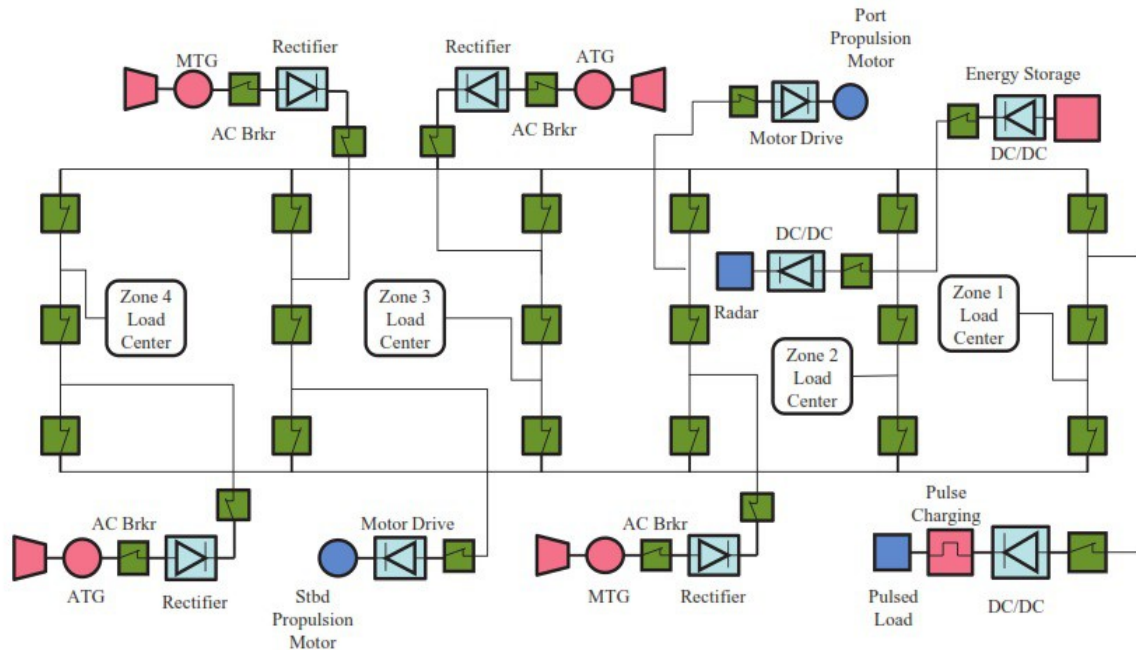 Port
Propulsion
Motor
MTG
Rectifier
Rectifier
ATG
Energy Storage
AC Brkr
AC Brkr
Motor Drive
DC/DC
DC/DC
Radar
Zone 4
Load
Center
Zone 3
Load
Center
Zone 2
Load
Center
Zone 1
Load
Center
AC Brkr
ATG
Rectifier
Motor Drive
Stbd
Propulsion
Motor
AC Brkr
MTG
Rectifier
Pulse
Charging
Pulsed
Load
DC/DC